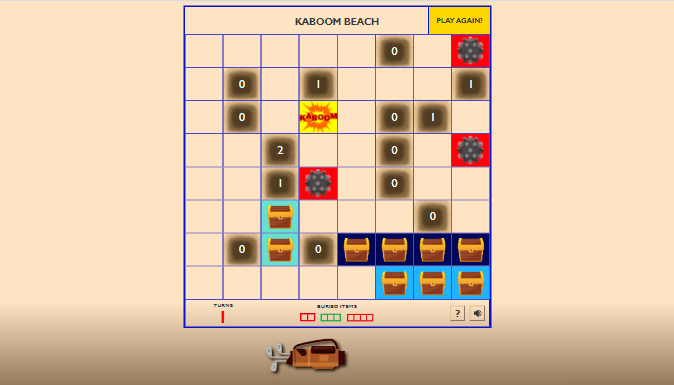 KABOOM BEACH
PLAY AGAIN!
0
0 1 1
0 KABOOM 0 1
2 0
1 0
0
0 0
TURNS BURIED ITEMS
1 ?